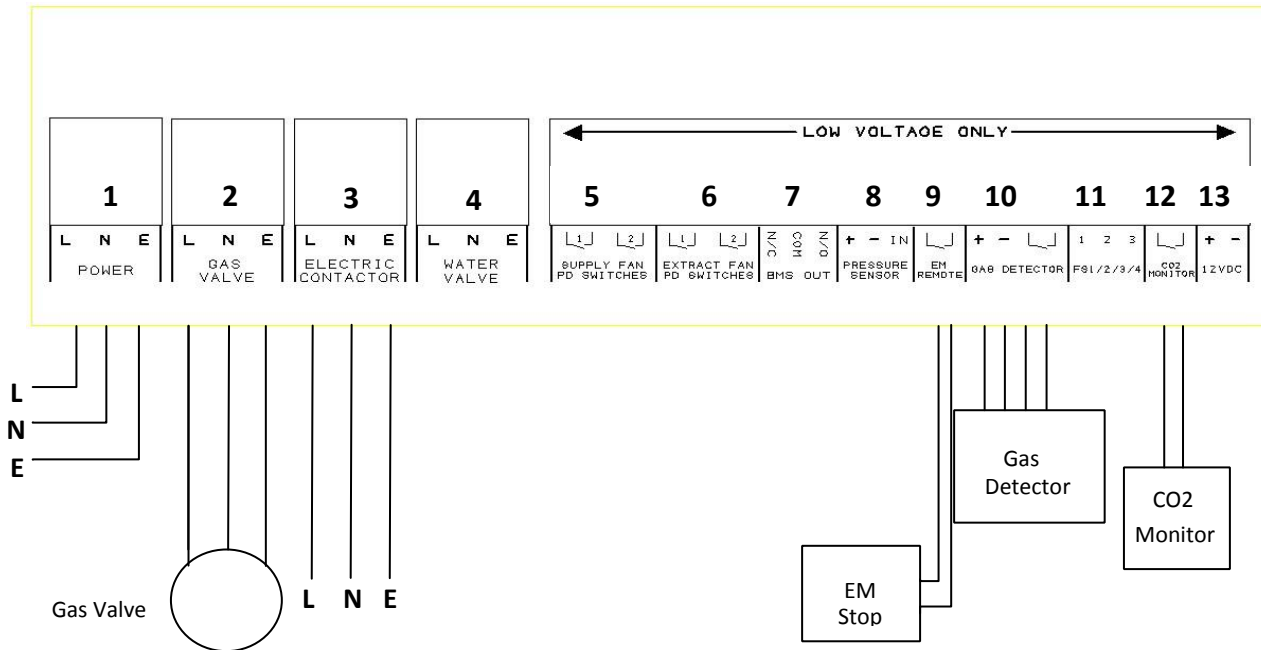 LOW VOLTAGE ONLY
1 2 3 4 5 6 7 8 9 10 11 12 13
L N E
POWER
L N E
GAS
VALVE
L N E
ELECTRIC
CONTACTOR
L N E
WATER
VALVE
1 2
SUPPLY FAN
PD SWITCHES
1 2
EXTRACT FAN
PD SWITCHES
N/C COM N/O
BMS OUT
+ - IN
PRESSURE
SENSOR
EM
REMOTE
+ -
GAS DETECTOR
1 2 3
FS1/2/3/4
CO2
MONITOR
+ -
12VDC
L
N
E
Gas Valve
L N E
EM
Stop
Gas
Detector
CO2
Monitor